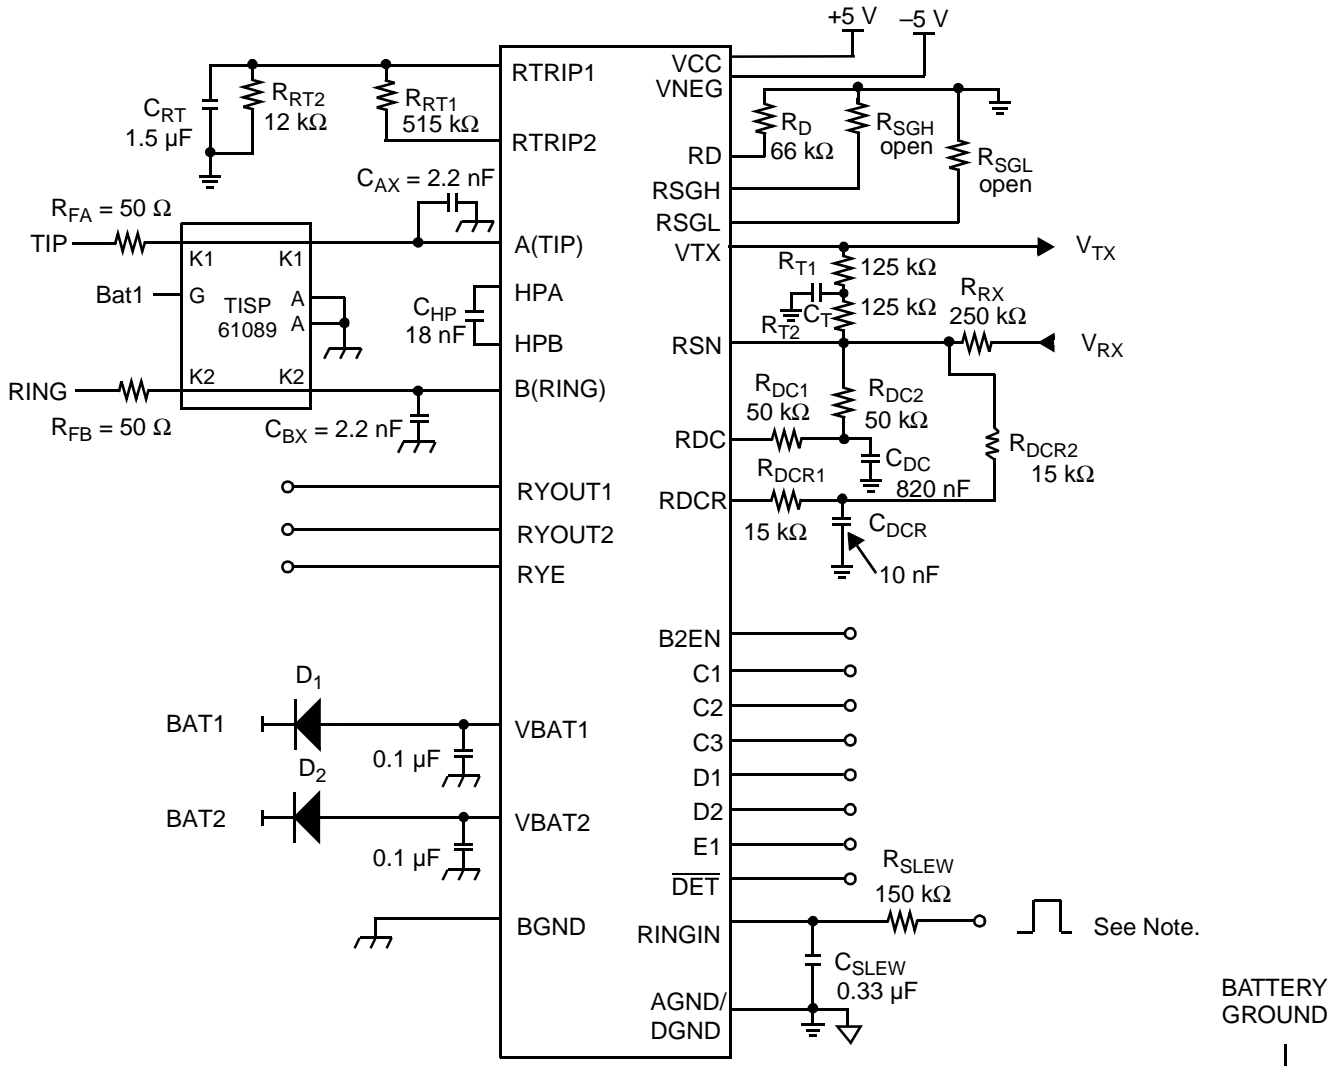 +5 V
–5 V
RTRIP1
VCC
VNEG
C_RT
1.5 µF
R_RT2
12 kΩ
R_RT1
515 kΩ
RTRIP2
R_D
66 kΩ
R_SGH
open
R_SGL
open
RD
RSGH
RSGL
C_AX = 2.2 nF
R_FA = 50 Ω
TIP
K1
K1
A(TIP)
VTX
V_TX
Bat1
G
TISP
61089
A
A
C_HP
18 nF
HPA
HPB
R_T1
125 kΩ
C_T
125 kΩ
R_T2
R_RX
250 kΩ
RSN
V_RX
RING
K2
K2
B(RING)
R_FB = 50 Ω
C_BX = 2.2 nF
R_DC1
50 kΩ
R_DC2
50 kΩ
RDC
C_DC
820 nF
R_DCR2
15 kΩ
R_DCR1
RDCR
15 kΩ
C_DCR
10 nF
RYOUT1
RYOUT2
RYE
B2EN
C1
C2
C3
D1
D2
E1
DET
D_1
BAT1
VBAT1
0.1 µF
D_2
BAT2
VBAT2
0.1 µF
BGND
R_SLEW
150 kΩ
RINGIN
See Note.
C_SLEW
0.33 µF
AGND/
DGND
BATTERY
GROUND